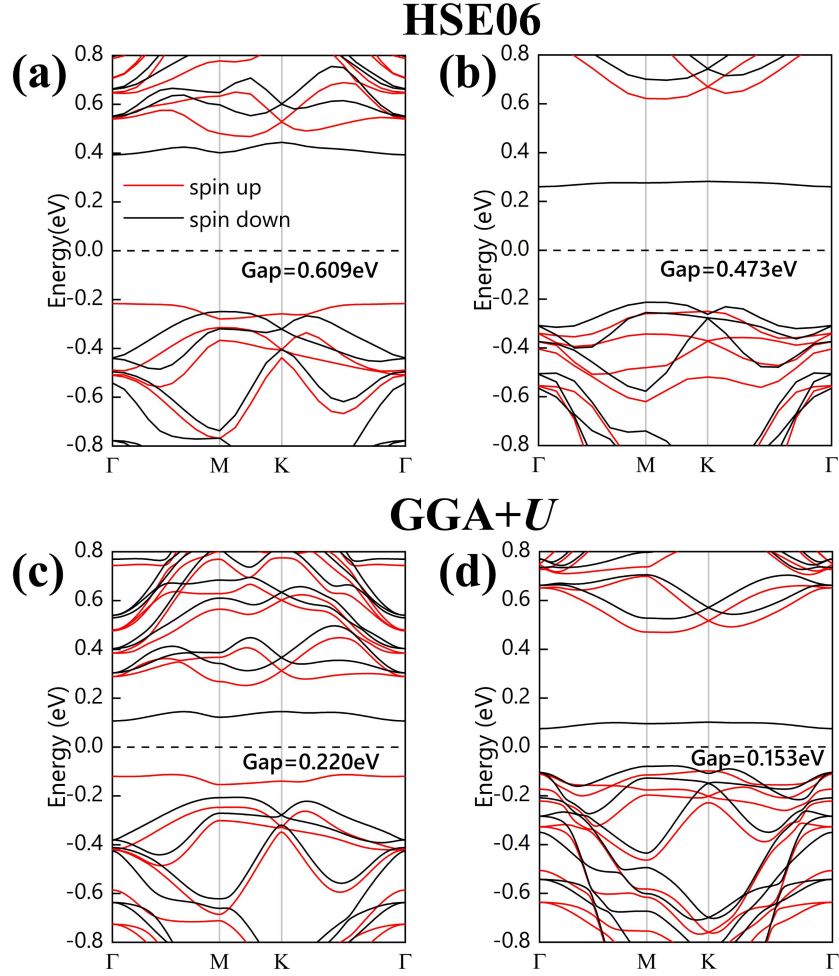 HSE06
(a)
0.8
0.6
0.4
0.2
0.0
-0.2
-0.4
-0.6
-0.8
Energy(eV)
spin up
spin down
Gap=0.609eV
Γ M K Γ
(b)
0.8
0.6
0.4
0.2
0.0
-0.2
-0.4
-0.6
-0.8
Energy (eV)
Gap=0.473eV
Γ M K Γ
GGA+U
(c)
0.8
0.6
0.4
0.2
0.0
-0.2
-0.4
-0.6
-0.8
Energy (eV)
Gap=0.220eV
Γ M K Γ
(d)
0.8
0.6
0.4
0.2
0.0
-0.2
-0.4
-0.6
-0.8
Energy (eV)
Gap=0.153eV
Γ M K Γ